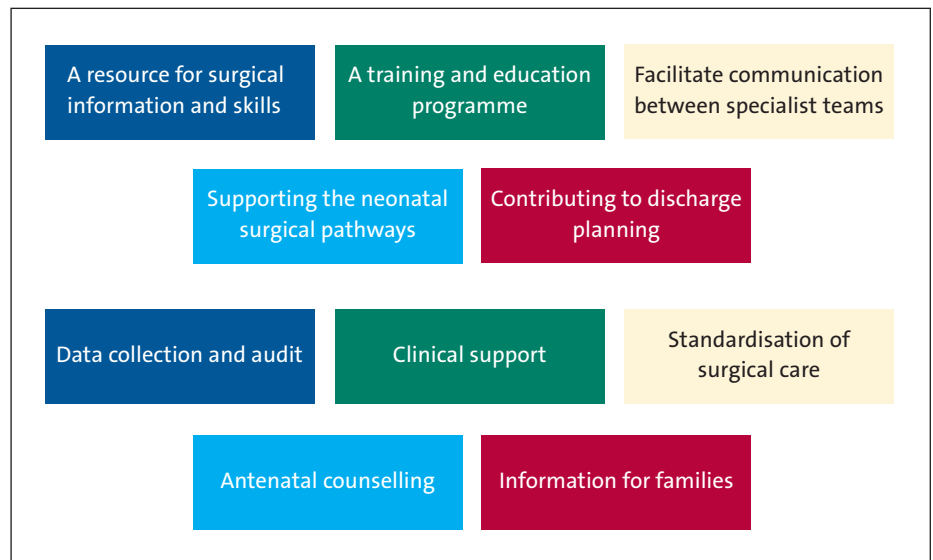 A resource for surgical
information and skills
A training and education
programme
Facilitate communication
between specialist teams
Supporting the neonatal
surgical pathways
Contributing to discharge
planning
Data collection and audit
Clinical support
Standardisation of
surgical care
Antenatal counselling
Information for families